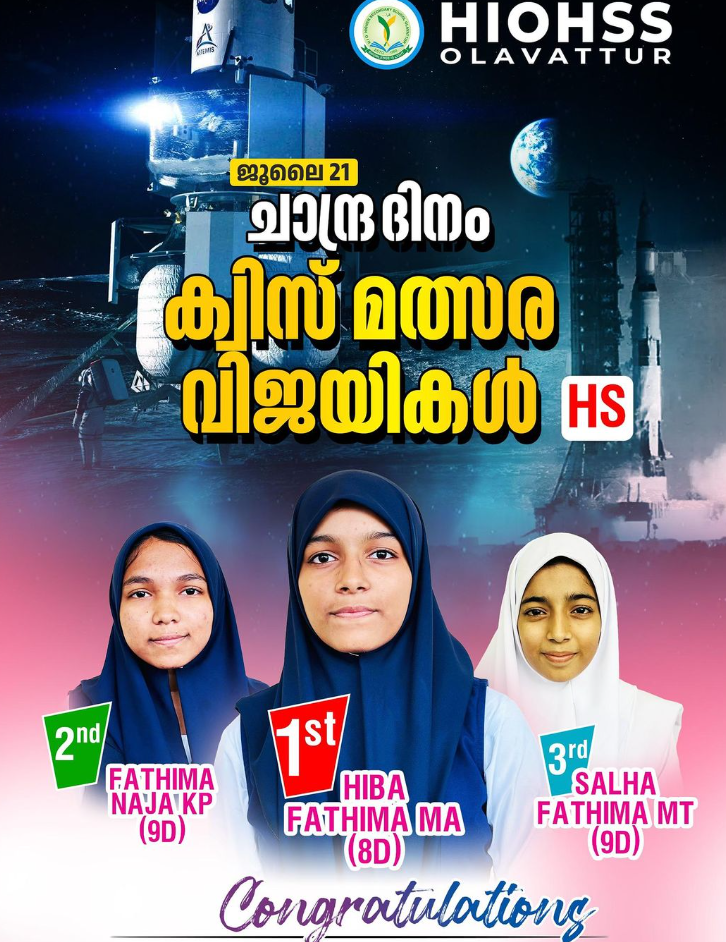 HIOHSS
OLAVATTUR
ജൂലൈ 21
ചാന്ദ്ര ദിനം
ക്വിസ് മത്സര
വിജയികൾ
HS
2nd
FATHIMA
NAJA KP
(9D)
1st
HIBA
FATHIMA MA
(8D)
3rd
SALHA
FATHIMA MT
(9D)
Congratulations